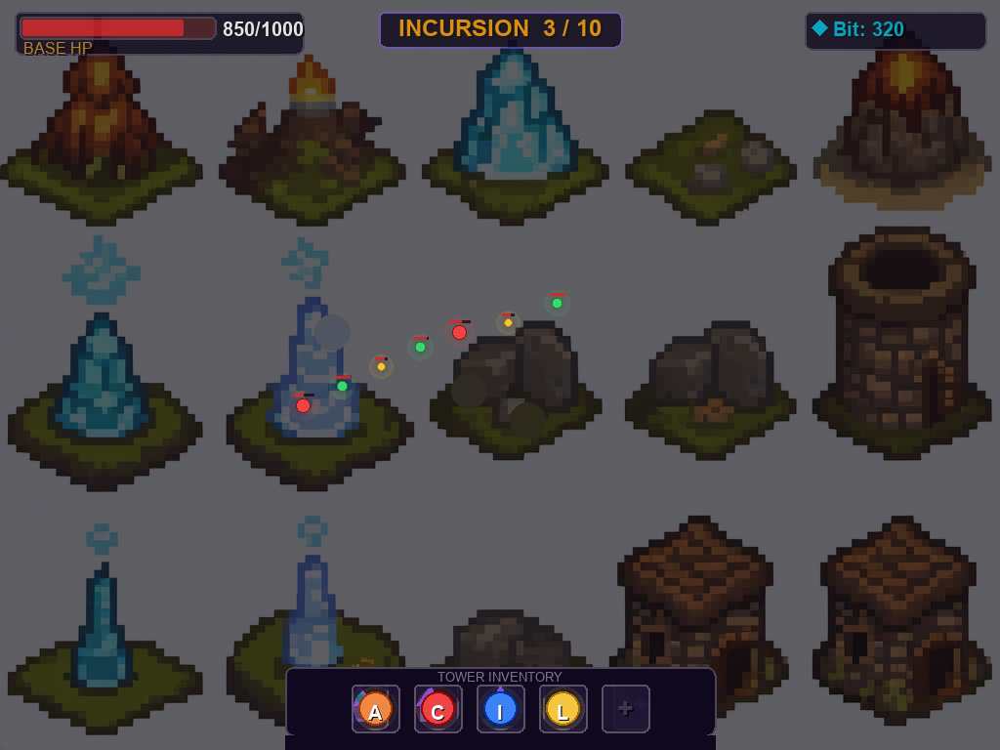 850/1000
BASE HP
INCURSION 3 / 10
Bit: 320
TOWER INVENTORY
A C I L +